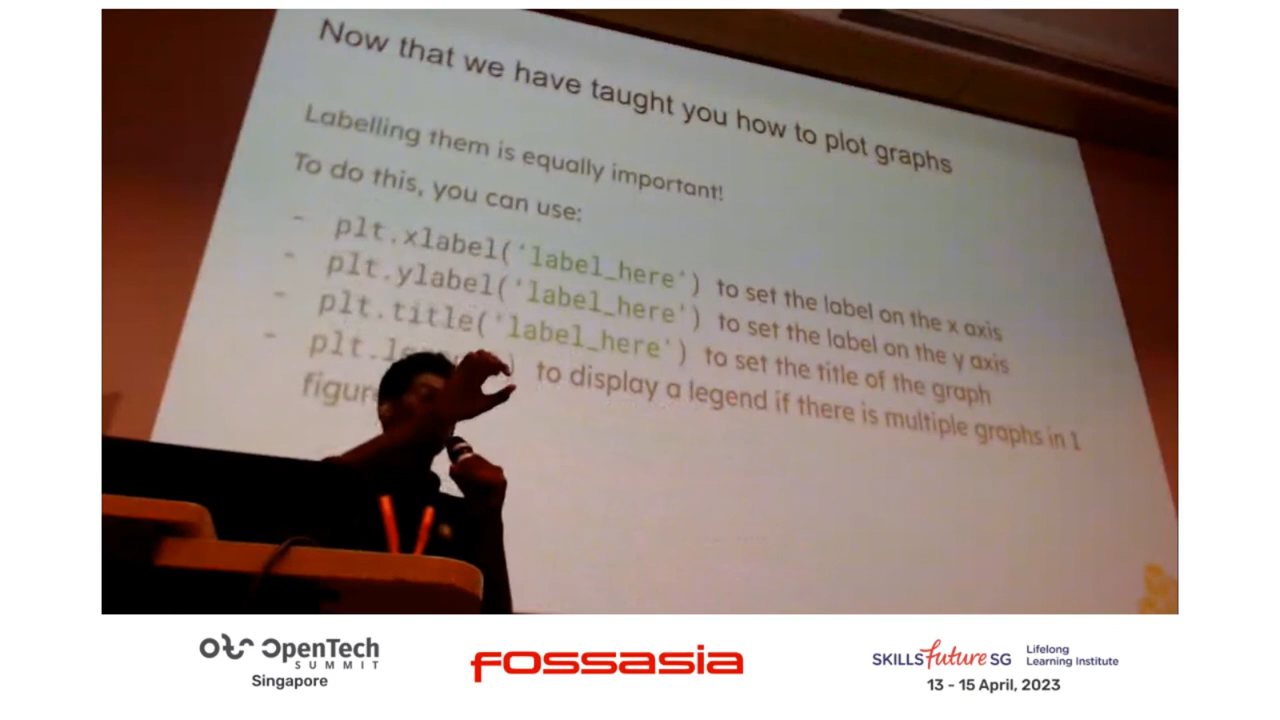 Now that we have taught you how to plot graphs
Labelling them is equally important!
To do this, you can use:
- plt.xlabel('label_here') to set the label on the x axis
- plt.ylabel('label_here') to set the label on the y axis
- plt.title('label_here') to set the title of the graph
- to display a legend if there is multiple graphs in 1
OpenTech
SUMMIT
Singapore
fossasia
SKILLS future SG
Lifelong
Learning Institute
13 - 15 April, 2023